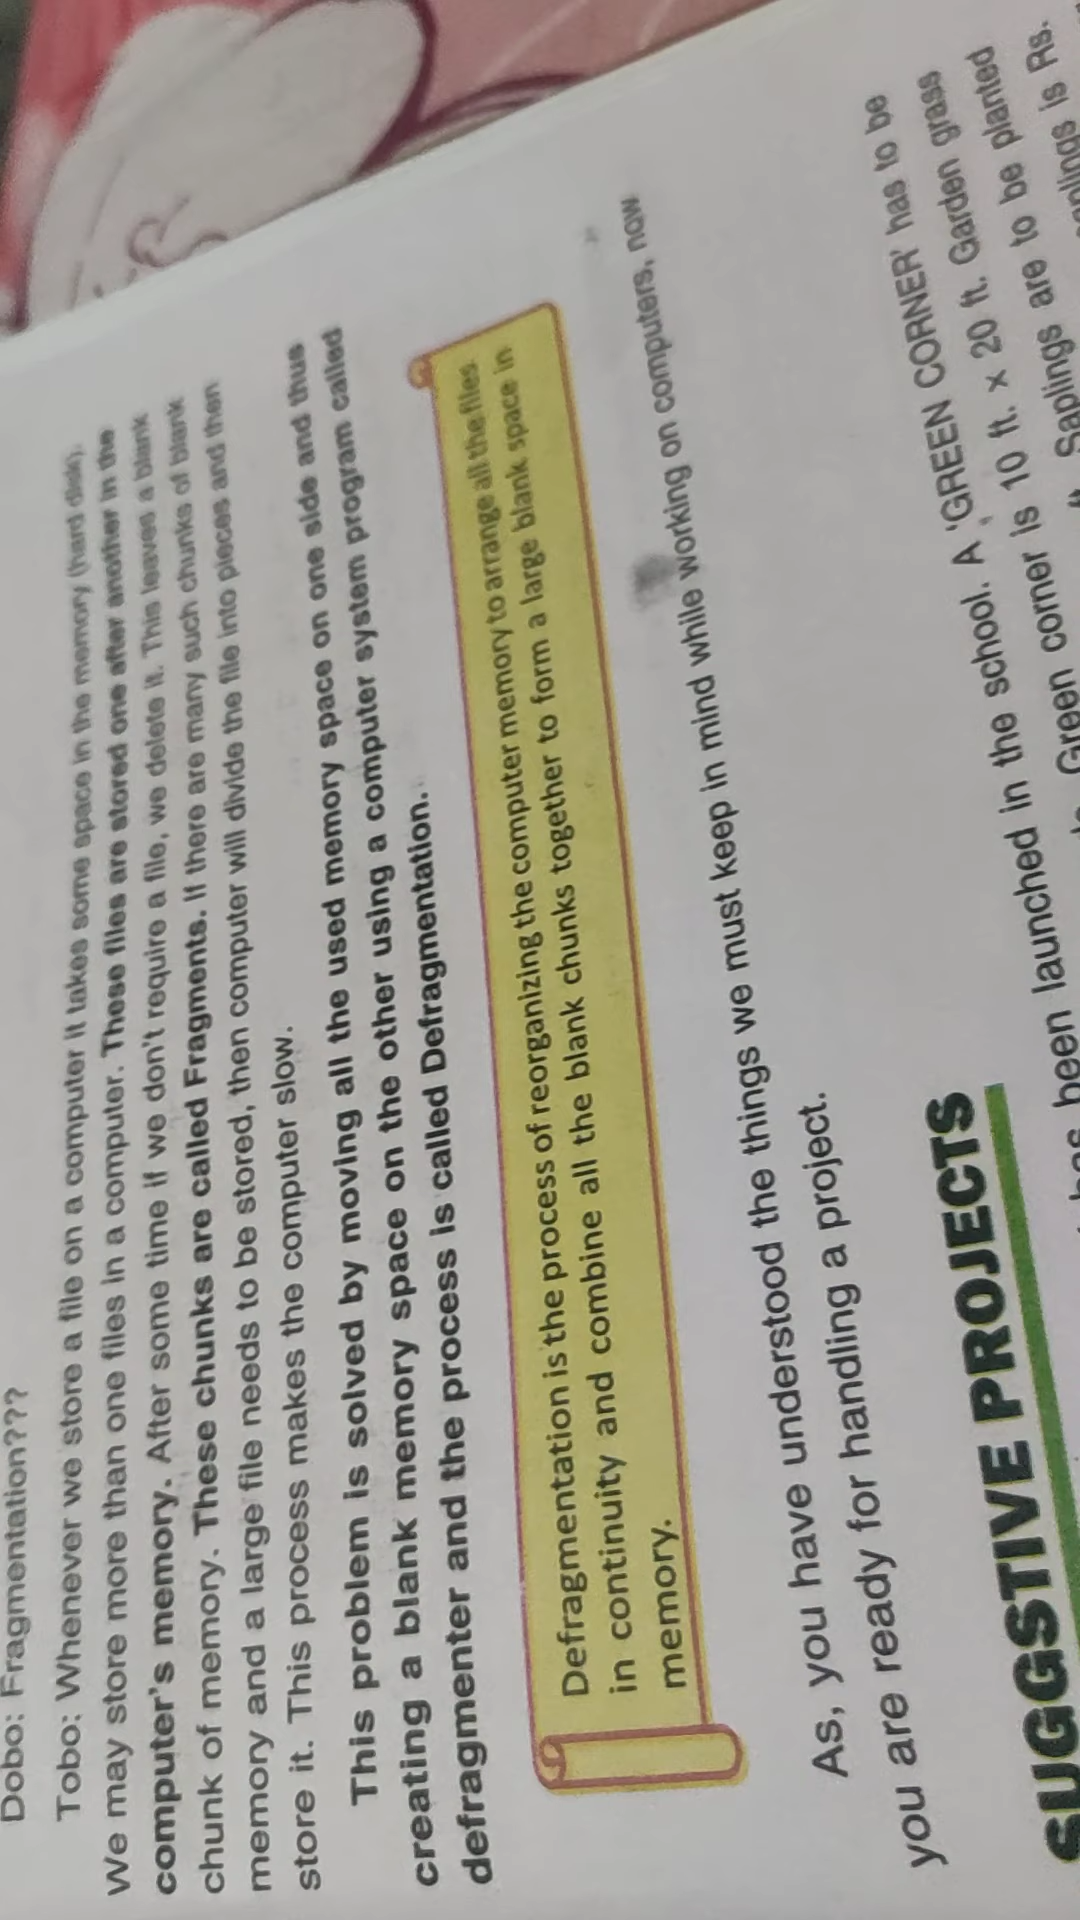 Dobo: Fragmentation???
Tobo: Whenever we store a file on a computer it takes some space in the memory (hard disk).
We may store more than one files in a computer. These files are stored one after another in the
computer's memory. After some time if we don't require a file, we delete it. This leaves a blank
chunk of memory. These chunks are called Fragments. If there are many such chunks of blank
memory and a large file needs to be stored, then computer will divide the file into pieces and then
store it. This process makes the computer slow.
This problem is solved by moving all the used memory space on one side and thus
creating a blank memory space on the other using a computer system program called
defragmenter and the process is called Defragmentation.
Defragmentation is the process of reorganizing the computer memory to arrange all the files
in continuity and combine all the blank chunks together to form a large blank space in
memory.
As, you have understood the things we must keep in mind while working on computers, now
you are ready for handling a project.
SUGGSTIVE PROJECTS
has been launched in the school. A 'GREEN CORNER' has to be
Green corner is 10 ft. x 20 ft. Garden grass
Saplings are to be planted
saplings is Rs.